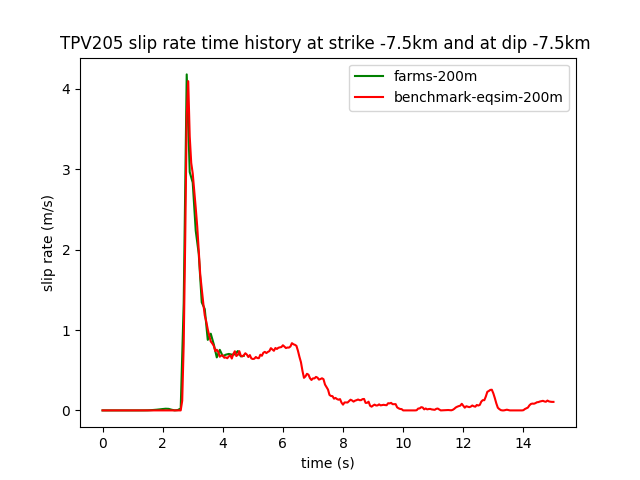 TPV205 slip rate time history at strike -7.5km and at dip -7.5km
farms-200m
benchmark-eqsim-200m
slip rate (m/s)
4
3
2
1
0
0 2 4 6 8 10 12 14
time (s)